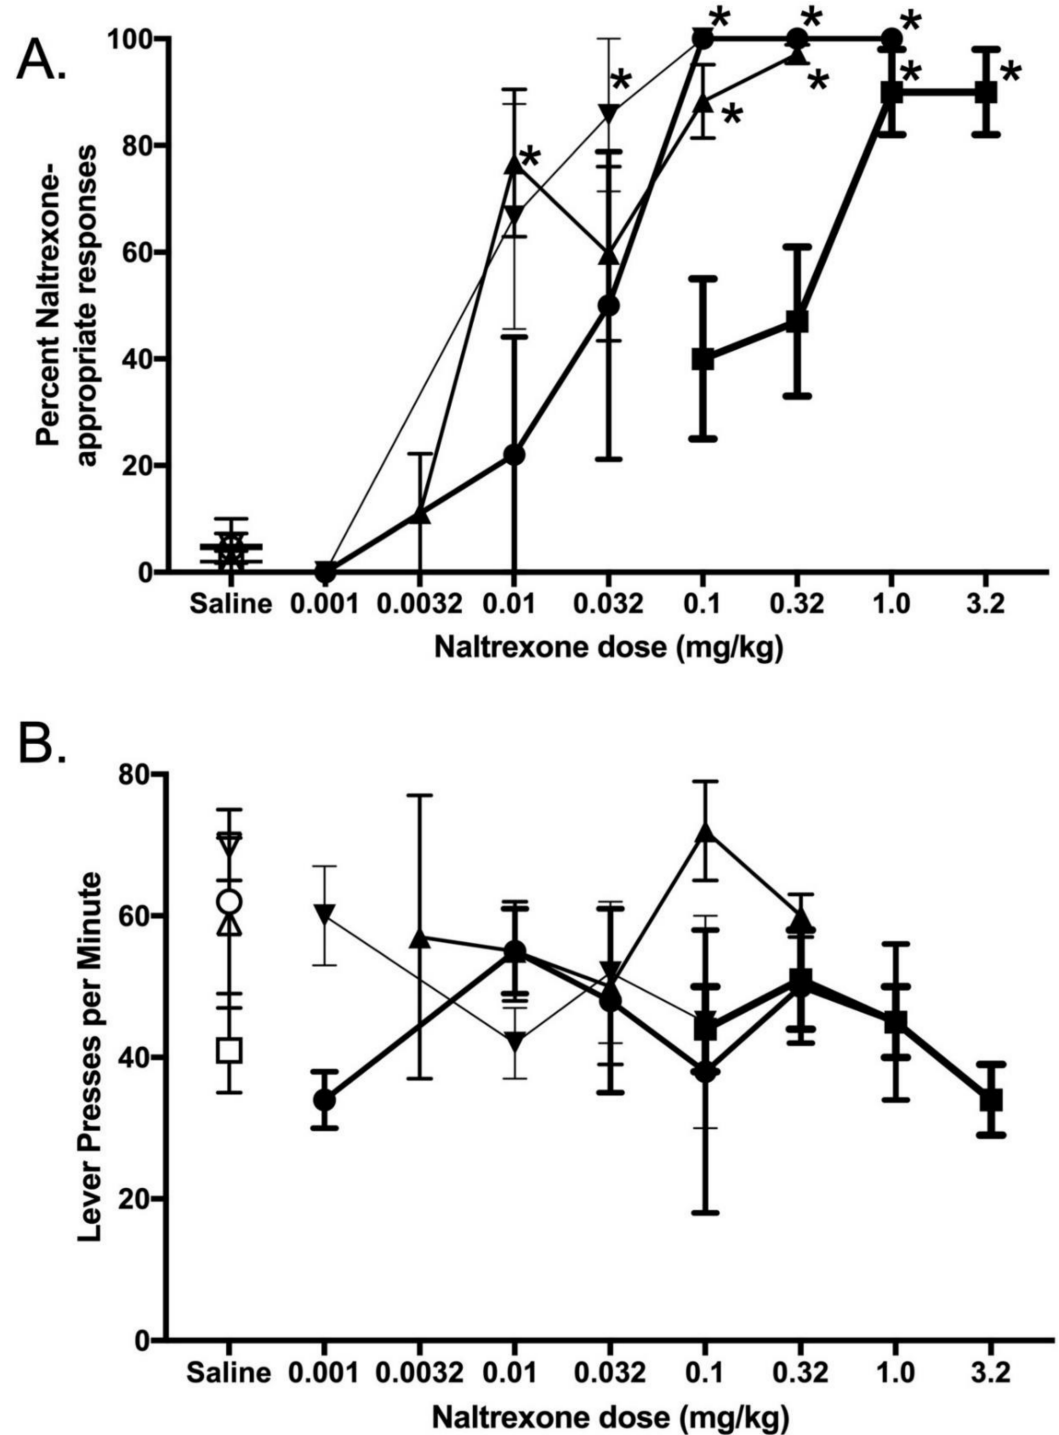 A.
Percent Naltrexone-
appropriate responses
100
80
60
40
20
0
* * * * * * * * *
Saline 0.001 0.0032 0.01 0.032 0.1 0.32 1.0 3.2
Naltrexone dose (mg/kg)
B.
Lever Presses per Minute
80
60
40
20
0
Saline 0.001 0.0032 0.01 0.032 0.1 0.32 1.0 3.2
Naltrexone dose (mg/kg)